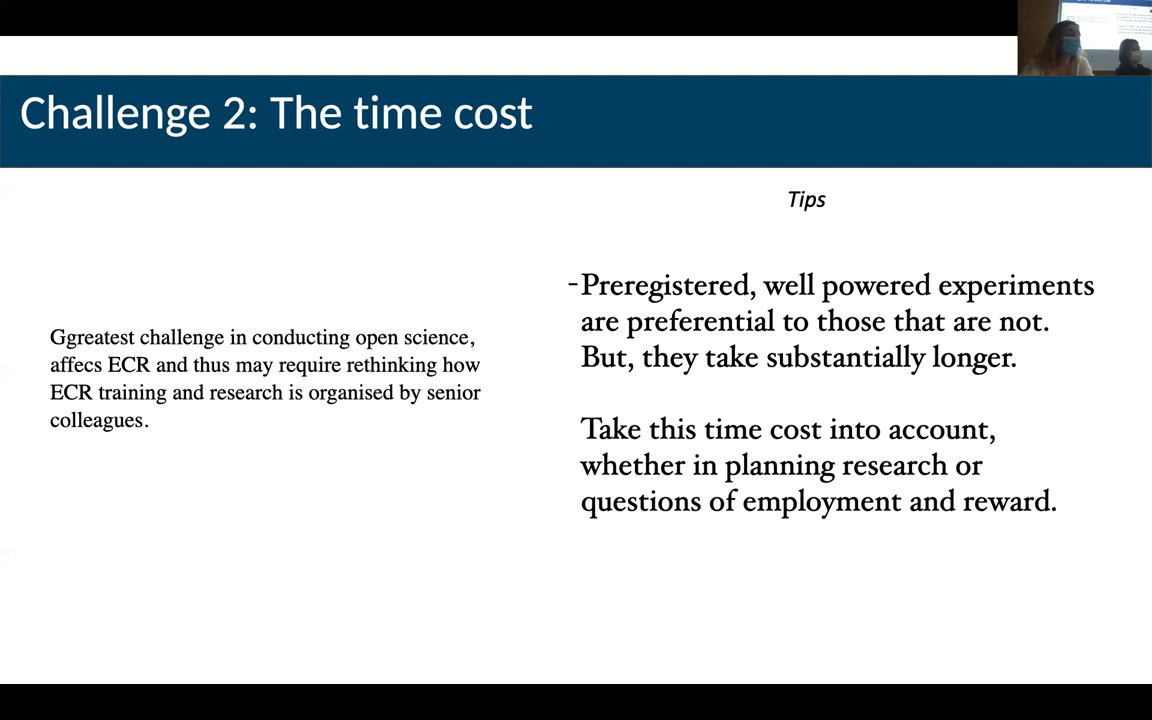 Challenge 2: The time cost
Ggreatest challenge in conducting open science,
affecs ECR and thus may require rethinking how
ECR training and research is organised by senior
colleagues.
Tips
-Preregistered, well powered experiments
are preferential to those that are not.
But, they take substantially longer.
Take this time cost into account,
whether in planning research or
questions of employment and reward.